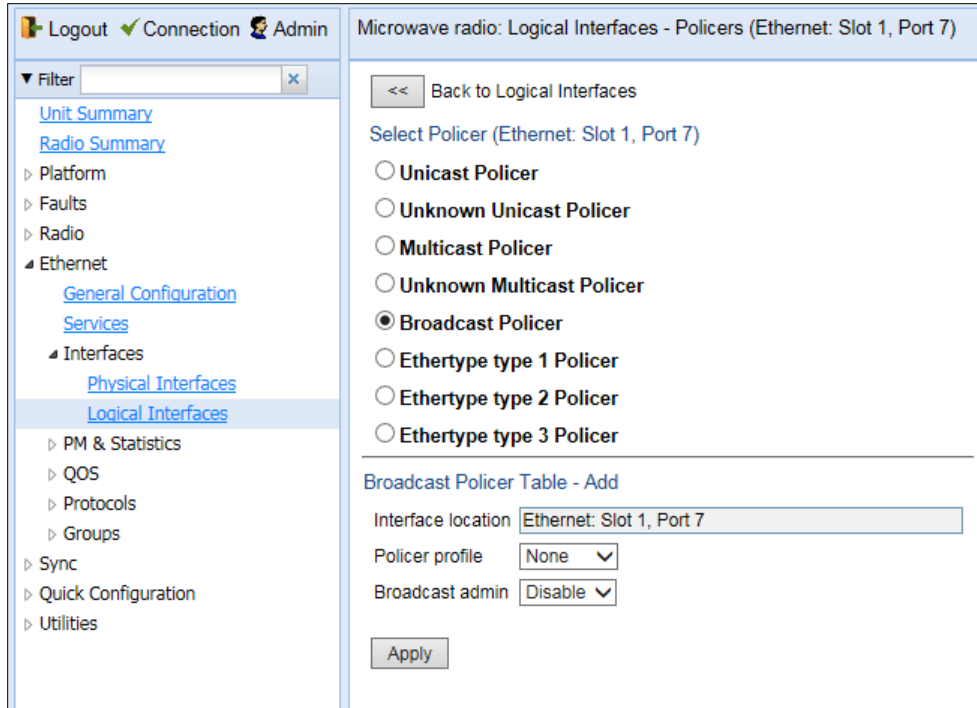 Logout Connection Admin
Filter
Unit Summary
Radio Summary
Platform
Faults
Radio
Ethernet
General Configuration
Services
Interfaces
Physical Interfaces
Logical Interfaces
PM & Statistics
QOS
Protocols
Groups
Sync
Quick Configuration
Utilities
Microwave radio: Logical Interfaces - Policers (Ethernet: Slot 1, Port 7)
<< Back to Logical Interfaces
Select Policer (Ethernet: Slot 1, Port 7)
Unicast Policer
Unknown Unicast Policer
Multicast Policer
Unknown Multicast Policer
Broadcast Policer
Ethertype type 1 Policer
Ethertype type 2 Policer
Ethertype type 3 Policer
Broadcast Policer Table - Add
Interface location Ethernet: Slot 1, Port 7
Policer profile None
Broadcast admin Disable
Apply